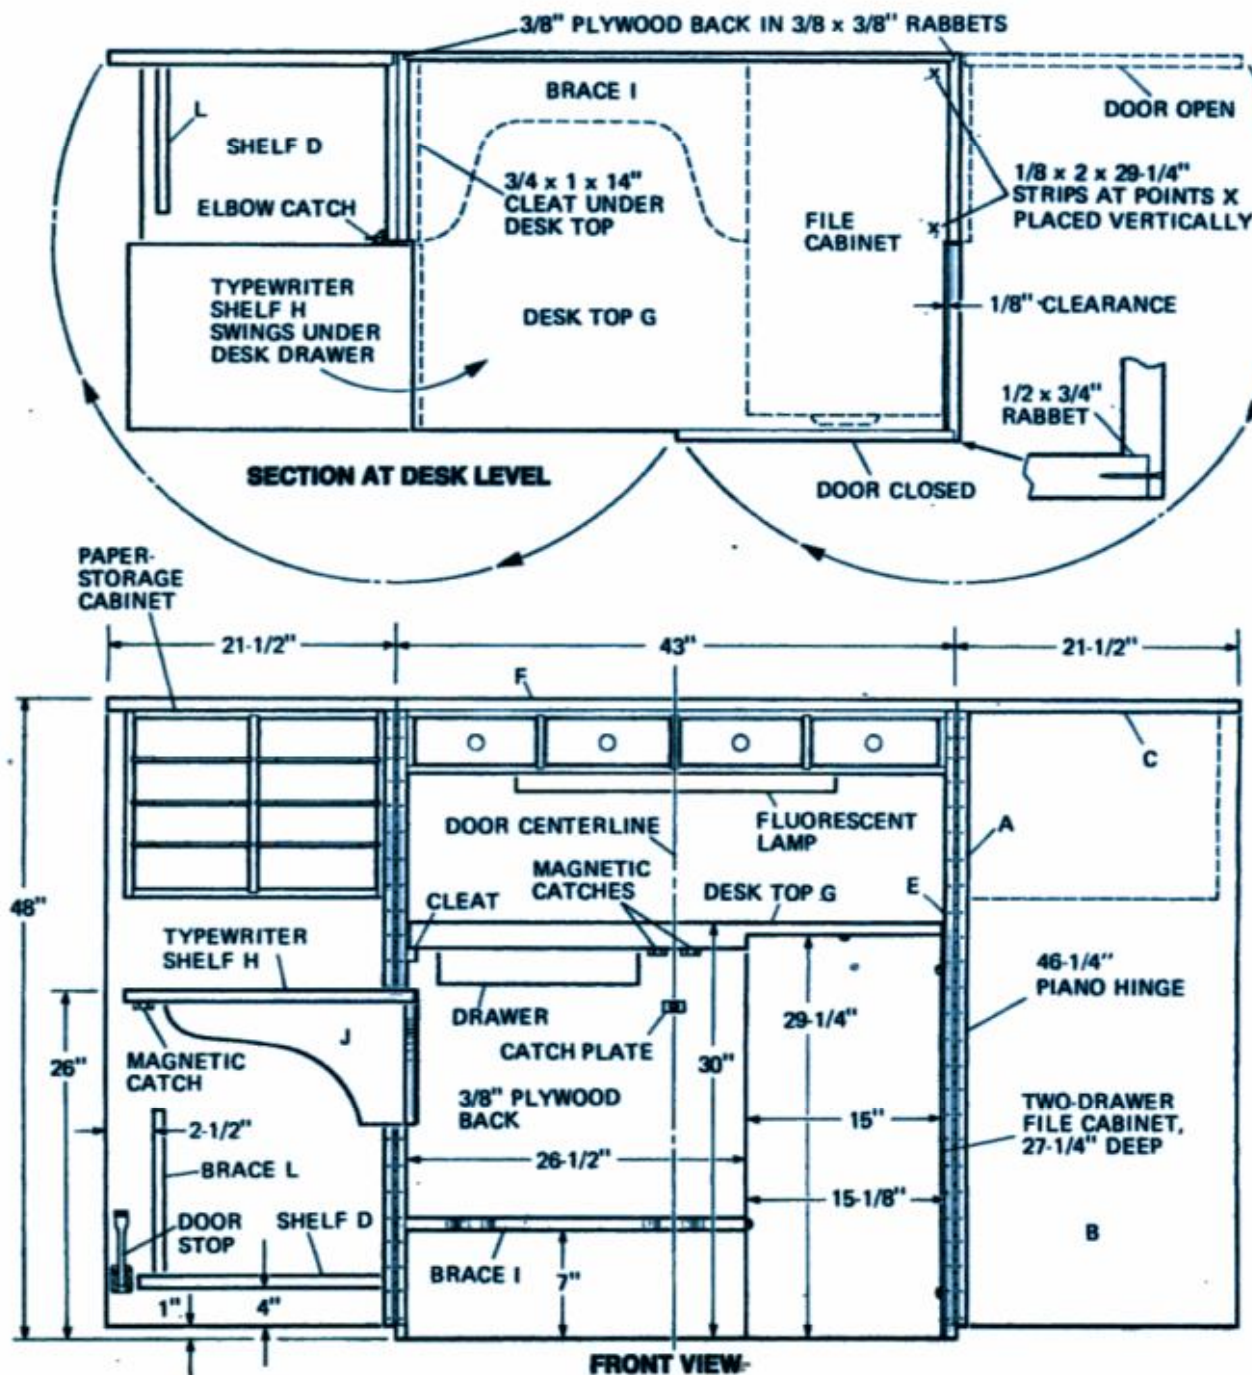 3/8" PLYWOOD BACK IN 3/8 x 3/8" RABBETS
BRACE I
DOOR OPEN
L
SHELF D
3/4 x 1 x 14"
CLEAT UNDER
DESK TOP
1/8 x 2 x 29-1/4"
STRIPS AT POINTS X
PLACED VERTICALLY
x
x
ELBOW CATCH
FILE
CABINET
TYPEWRITER
SHELF H
SWINGS UNDER
DESK DRAWER
DESK TOP G
1/8" CLEARANCE
1/2 x 3/4"
RABBET
SECTION AT DESK LEVEL
DOOR CLOSED
PAPER-
STORAGE
CABINET
21-1/2"
43"
21-1/2"
F
C
DOOR CENTERLINE
FLUORESCENT
LAMP
A
MAGNETIC
CATCHES
DESK TOP G
E
48"
CLEAT
TYPEWRITER
SHELF H
46-1/4"
PIANO HINGE
DRAWER
29-1/4"
J
CATCH PLATE
26"
MAGNETIC
CATCH
30"
3/8" PLYWOOD
BACK
TWO-DRAWER
FILE CABINET,
27-1/4" DEEP
15"
2-1/2"
26-1/2"
BRACE L
15-1/8"
DOOR
STOP
SHELF D
B
BRACE I
7"
1"
4"
FRONT VIEW